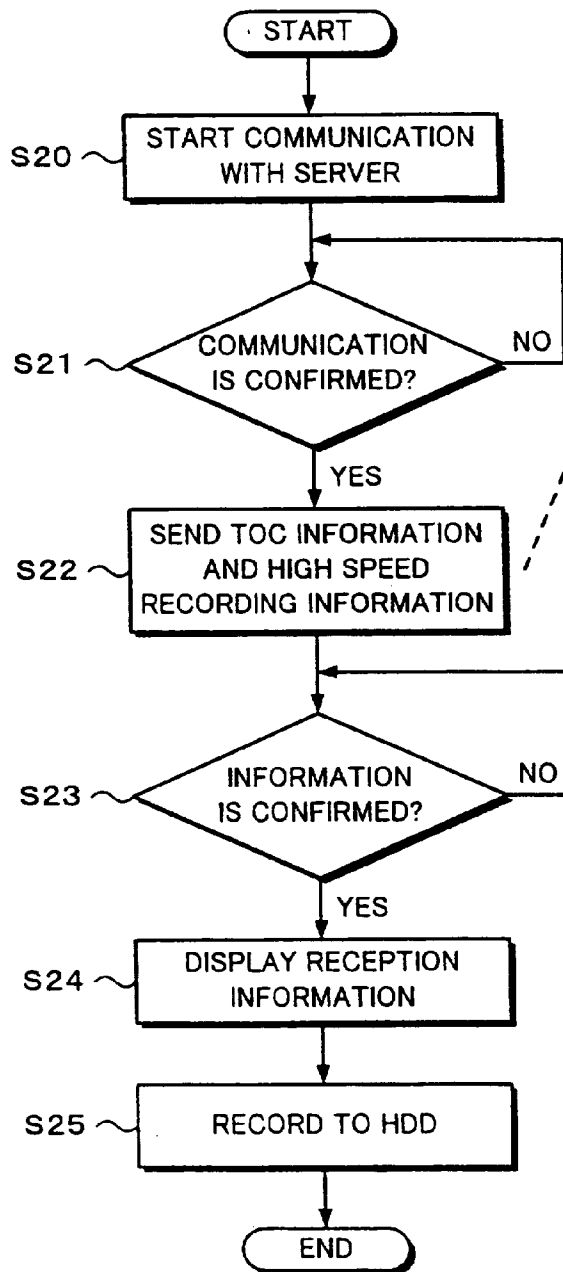 START
S20
START COMMUNICATION
WITH SERVER
S21
COMMUNICATION
IS CONFIRMED?
NO
YES
S22
SEND TOC INFORMATION
AND HIGH SPEED
RECORDING INFORMATION
S23
INFORMATION
IS CONFIRMED?
NO
YES
S24
DISPLAY RECEPTION
INFORMATION
S25
RECORD TO HDD
END